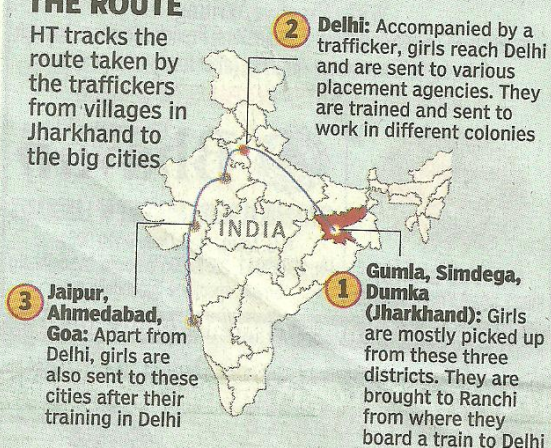 THE ROUTE
HT tracks the
route taken by
the traffickers
from villages in
Jharkhand to
the big cities
2
Delhi: Accompanied by a
trafficker, girls reach Delhi
and are sent to various
placement agencies. They
are trained and sent to
work in different colonies
INDIA
1
Gumla, Simdega,
Dumka
(Jharkhand): Girls
are mostly picked up
from these three
districts. They are
brought to Ranchi
from where they
board a train to Delhi
3
Jaipur,
Ahmedabad,
Goa: Apart from
Delhi, girls are
also sent to these
cities after their
training in Delhi